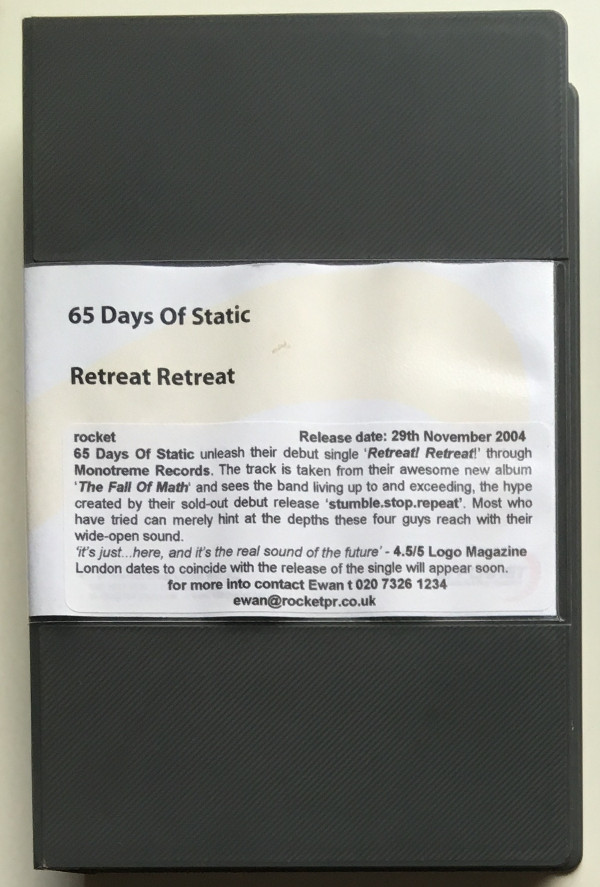 65 Days Of Static
Retreat Retreat
rocket Release date: 29th November 2004
65 Days Of Static unleash their debut single 'Retreat! Retreat!' through
Monotreme Records. The track is taken from their awesome new album
'The Fall Of Math' and sees the band living up to and exceeding, the hype
created by their sold-out debut release 'stumble.stop.repeat'. Most who
have tried can merely hint at the depths these four guys reach with their
wide-open sound.
'it's just...here, and it's the real sound of the future' - 4.5/5 Logo Magazine
London dates to coincide with the release of the single will appear soon.
for more into contact Ewan t 020 7326 1234
ewan@rocketpr.co.uk